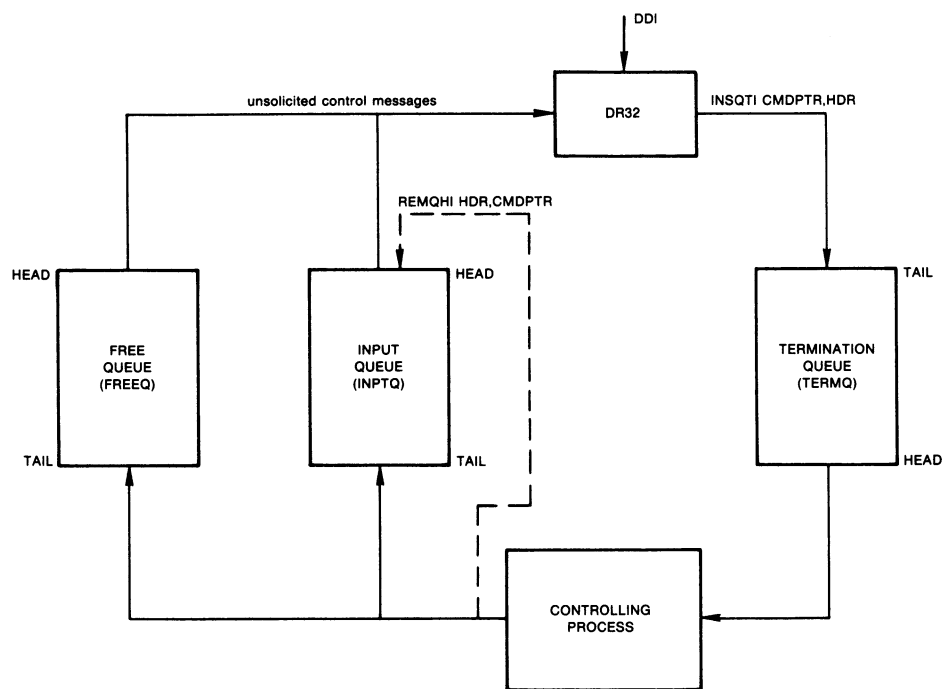 DDI
unsolicited control messages
DR32
INSQTI CMDPTR,HDR
REMQHI HDR,CMDPTR
HEAD
HEAD
TAIL
FREE
QUEUE
(FREEQ)
INPUT
QUEUE
(INPTQ)
TERMINATION
QUEUE
(TERMQ)
TAIL
TAIL
HEAD
CONTROLLING
PROCESS